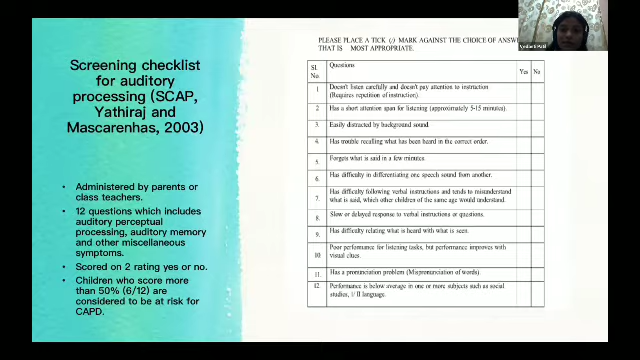 Screening checklist
for auditory
processing (SCAP,
Yathiraj and
Mascarenhas, 2003)
• Administered by parents or
class teachers.
• 12 questions which includes
auditory perceptual
processing, auditory memory
and other miscellaneous
symptoms.
• Scored on 2 rating yes or no.
• Children who score more
than 50% (6/12) are
considered to be at risk for
CAPD.
PLEASE PLACE A TICK (/) MARK AGAINST THE CHOICE OF ANSW
THAT IS MOST APPROPRIATE.
Sl. No. Questions Yes No
1 Doesn't listen carefully and doesn't pay attention to instruction
(Requires repetition of instruction).
2 Has a short attention span for listening (approximately 5-15 minutes).
3. Easily distracted by background sound.
4. Has trouble recalling what has been heard in the correct order.
5. Forgets what is said in a few minutes.
6. Has difficulty in differentiating one speech sound from another.
7. Has difficulty following verbal instructions and tends to misunderstand
what is said, which other children of the same age would understand.
8. Slow or delayed response to verbal instructions or questions.
9. Has difficulty relating what is heard with what is seen.
10. Poor performance for listening tasks, but performance improves with
visual clues.
11. Has a pronunciation problem (Mispronunciation of words).
12. Performance is below average in one or more subjects such as social
studies, I/ II language.
Vedanti Patil